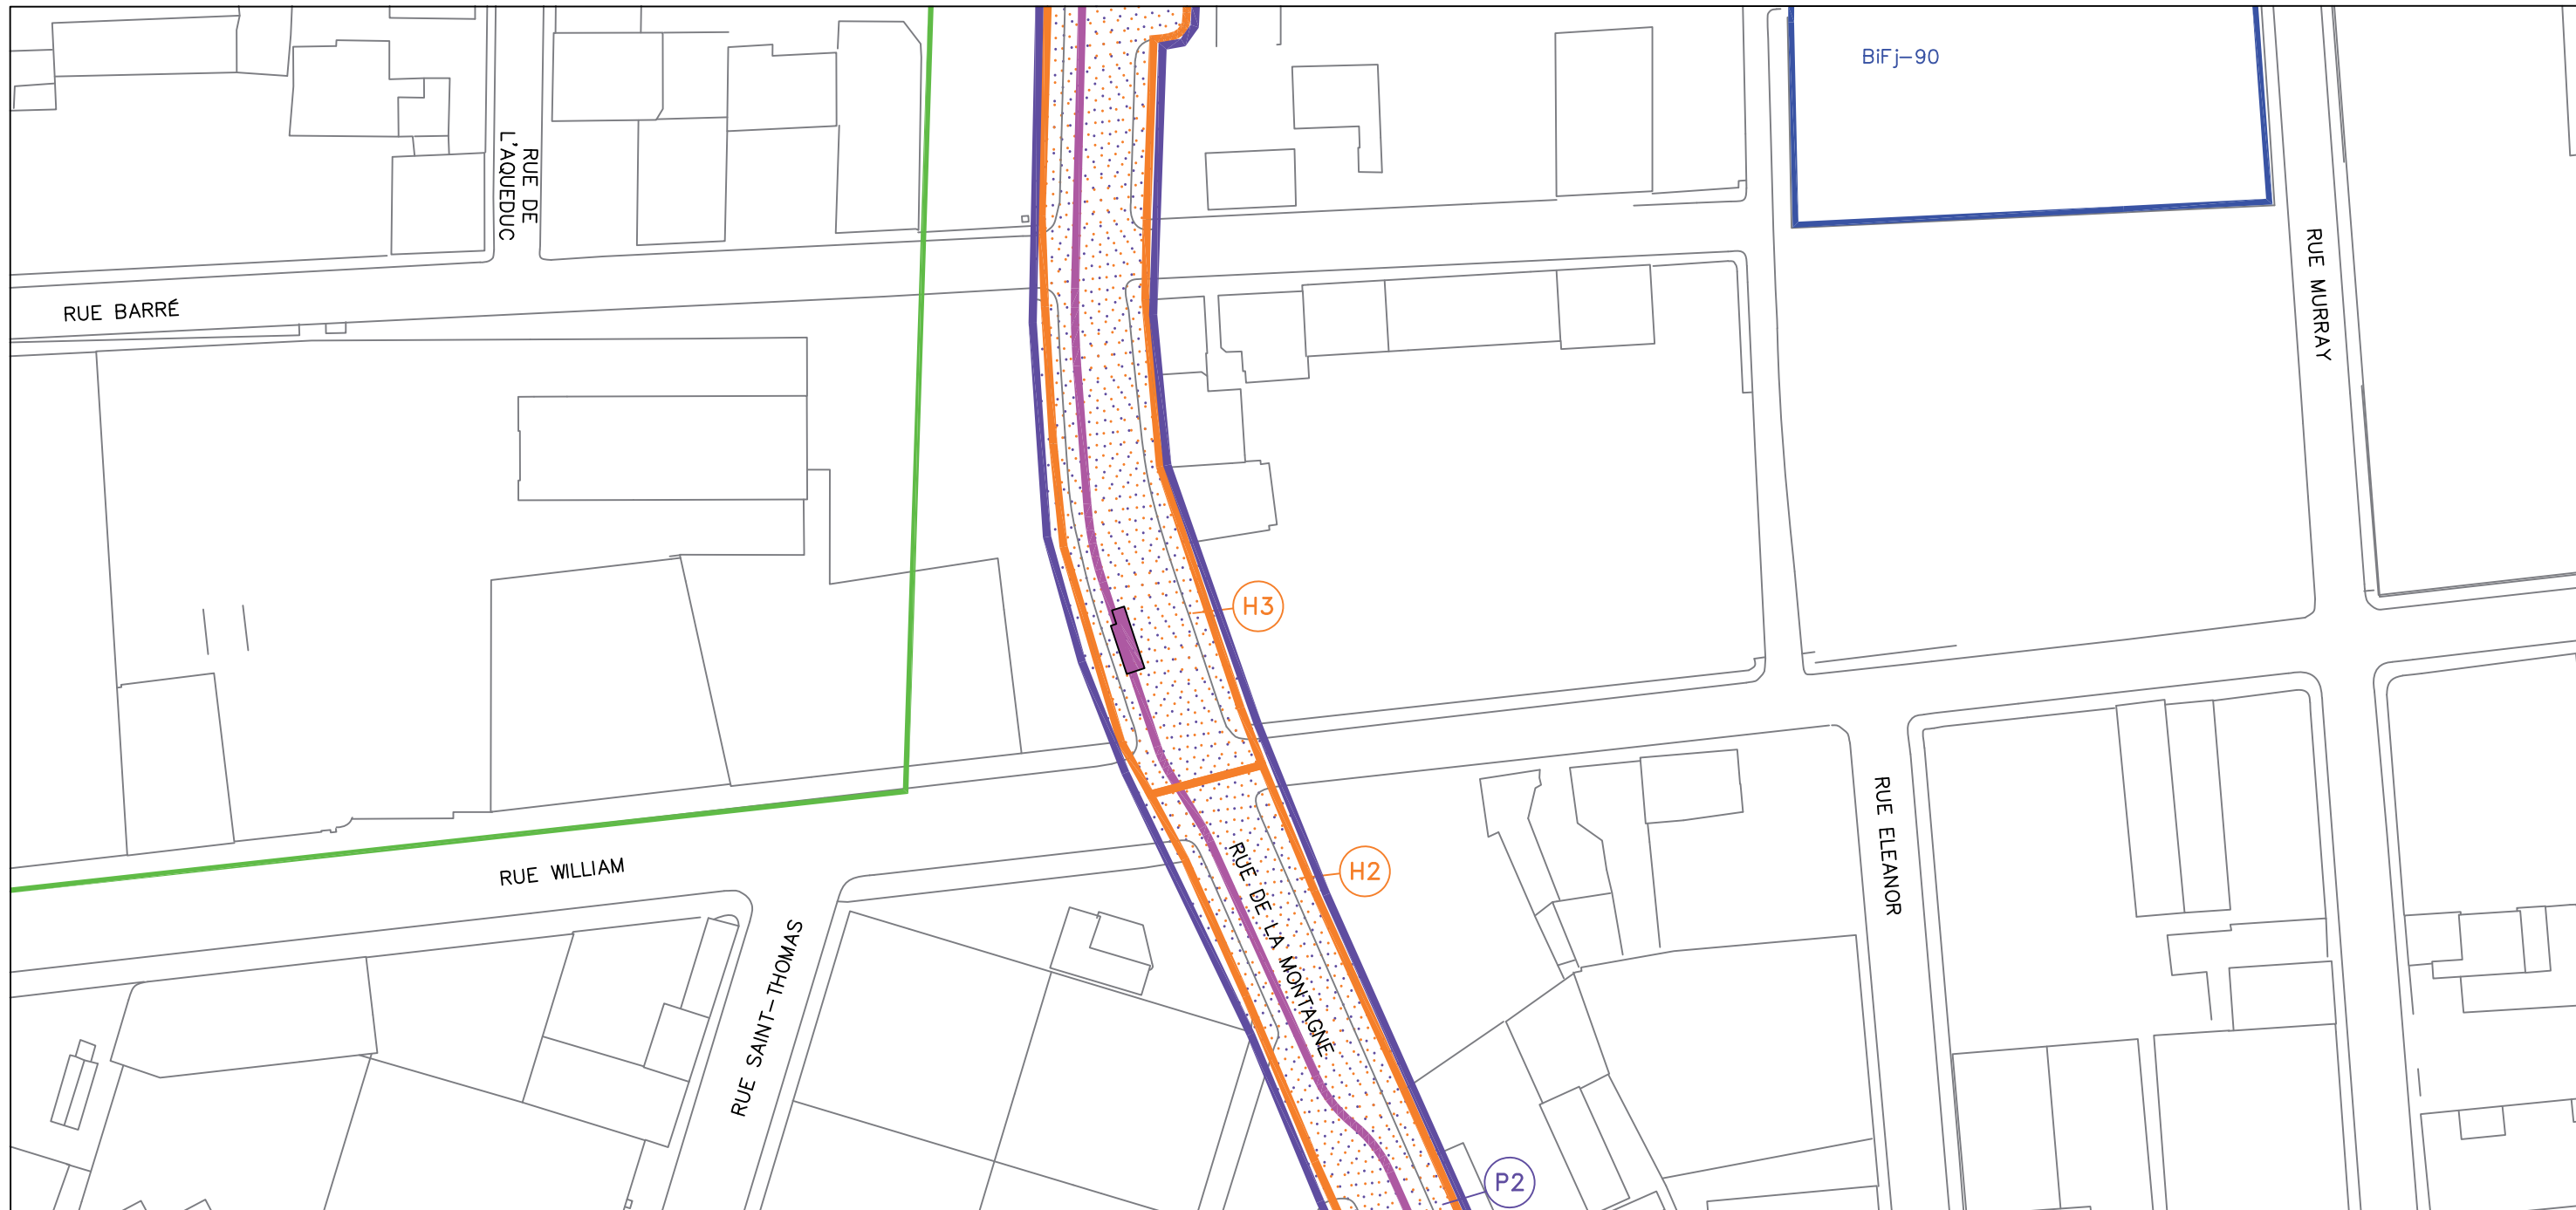 BiFj-90
RUE DE
L'AQUEDUC
RUE BARRÉ
RUE MURRAY
H3
H2
RUE WILLIAM
RUE ELEANOR
RUE SAINT-THOMAS
RUE DE LA MONTAGNE
P2